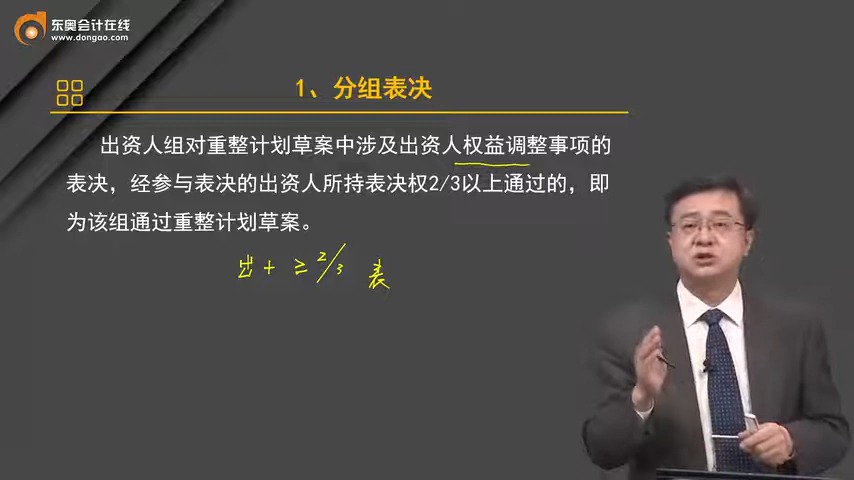 东奥会计在线
www.dongao.com
1、分组表决
出资人组对重整计划草案中涉及出资人权益调整事项的
表决，经参与表决的出资人所持表决权2/3以上通过的，即
为该组通过重整计划草案。
出+ ≥2/3 表